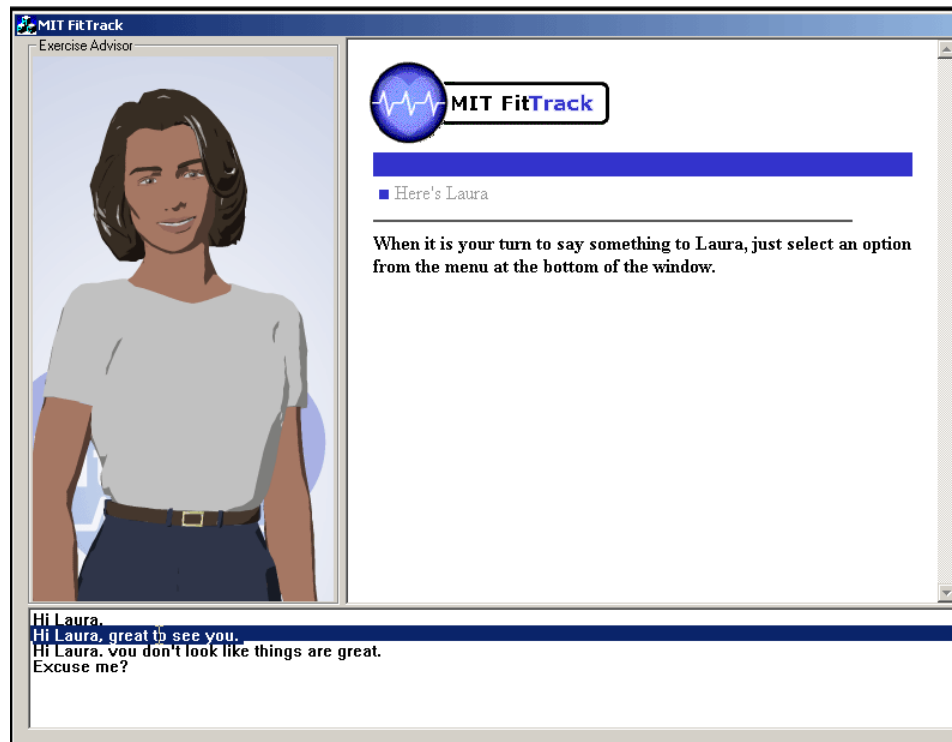 MIT FitTrack
Exercise Advisor
MIT FitTrack
Here's Laura
When it is your turn to say something to Laura, just select an option
from the menu at the bottom of the window.
Hi Laura.
Hi Laura, great to see you.
Hi Laura. you don't look like things are great.
Excuse me?